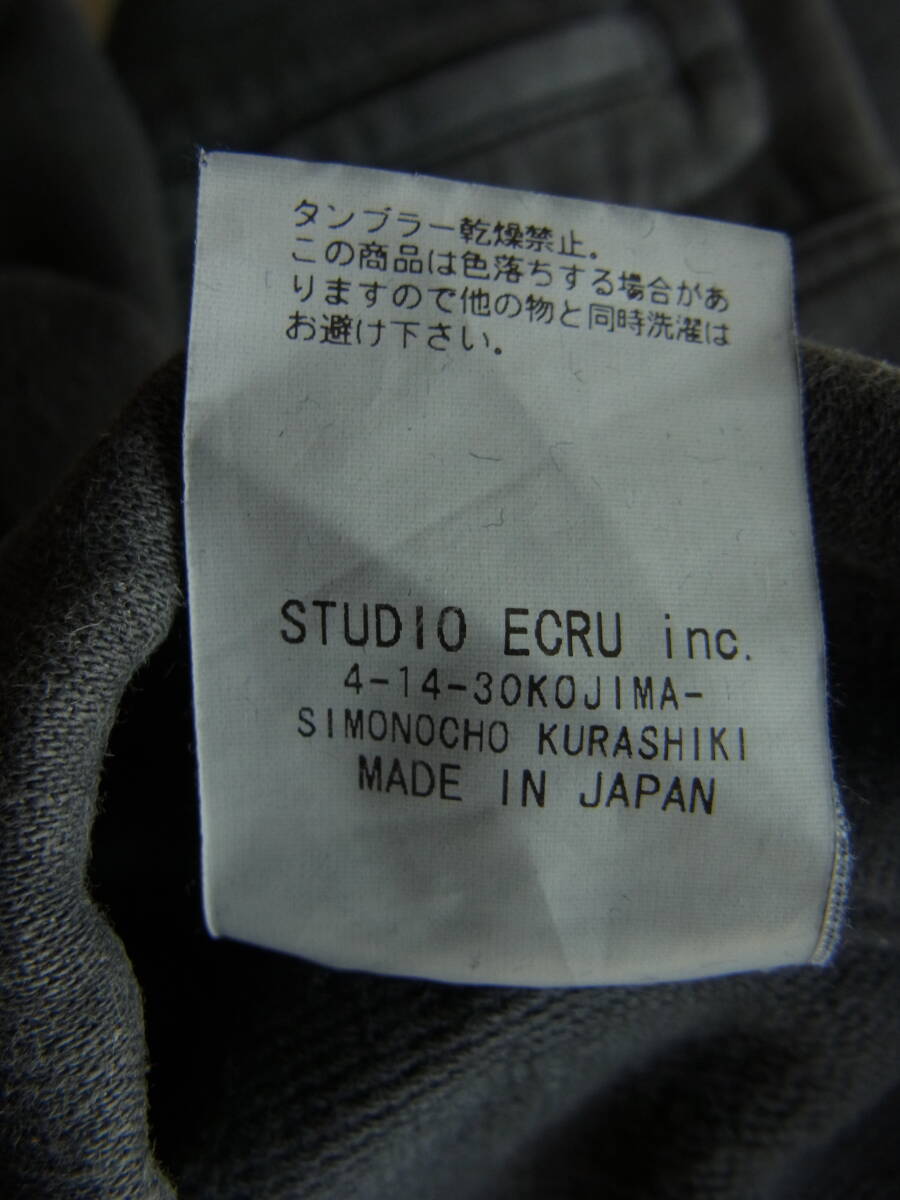 タンブラー乾燥禁止。
この商品は色落ちする場合があ
りますので他の物と同時洗濯は
お避け下さい。
STUDIO ECRU inc.
4-14-30KOJIMA-
SIMONOCHO KURASHIKI
MADE IN JAPAN